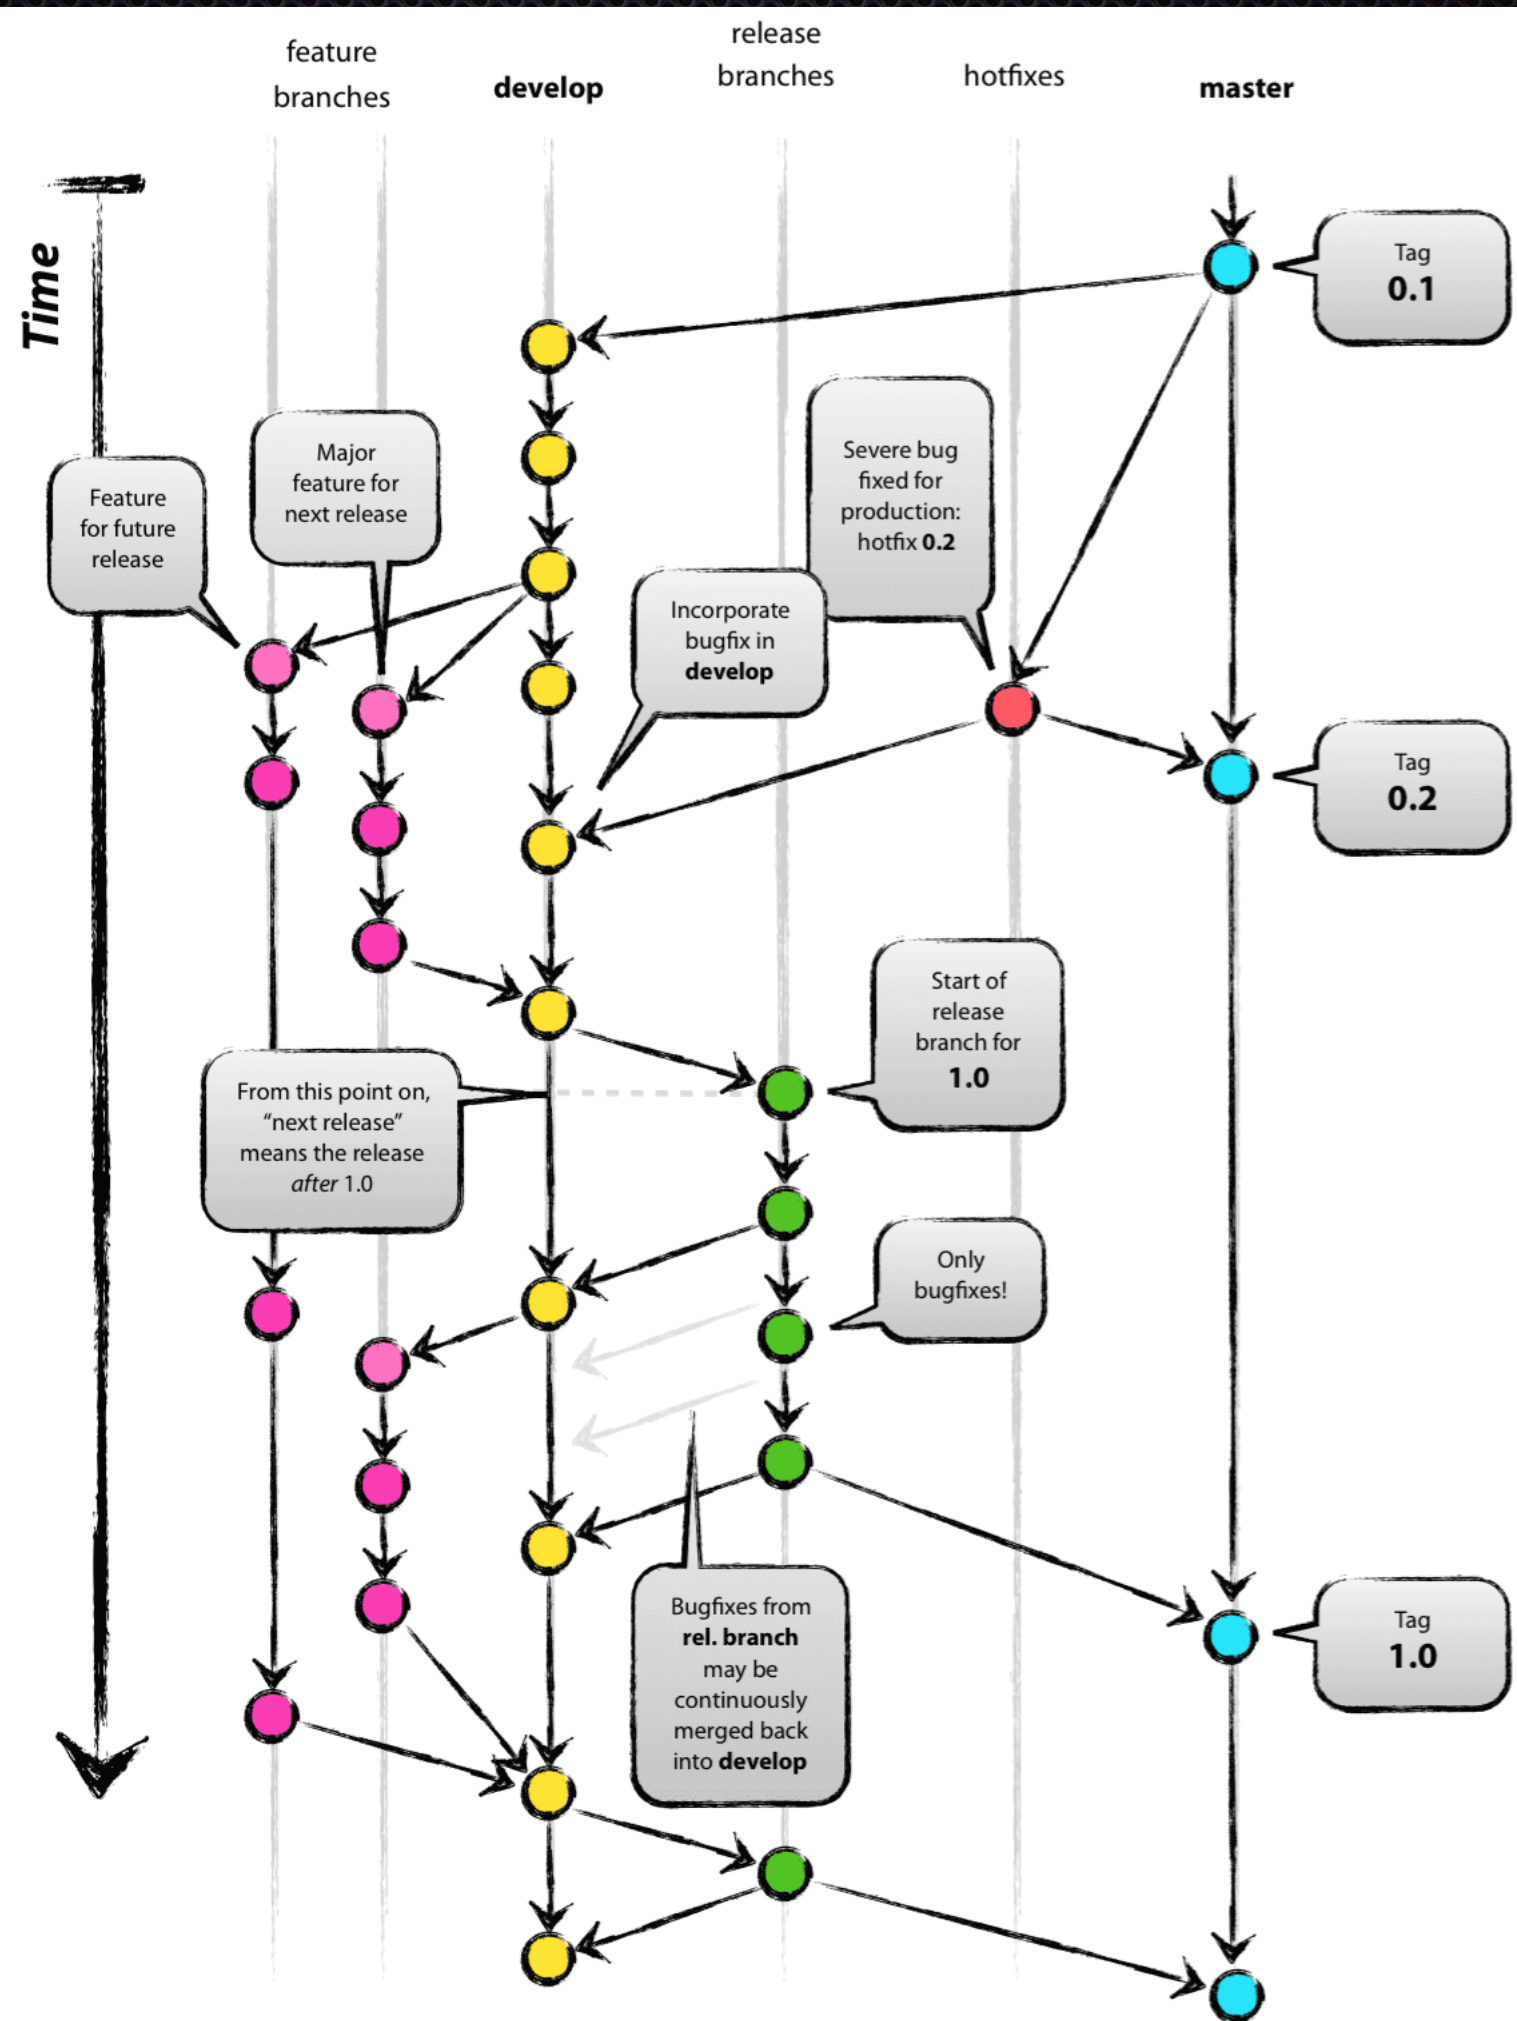 feature
branches
develop
release
branches
hotfixes
master
Time
Tag
0.1
Major
feature for
next release
Feature
for future
release
Severe bug
fixed for
production:
hotfix 0.2
Incorporate
bugfix in
develop
Tag
0.2
Start of
release
branch for
1.0
From this point on,
“next release”
means the release
after 1.0
Only
bugfixes!
Bugfixes from
rel. branch
may be
continuously
merged back
into develop
Tag
1.0